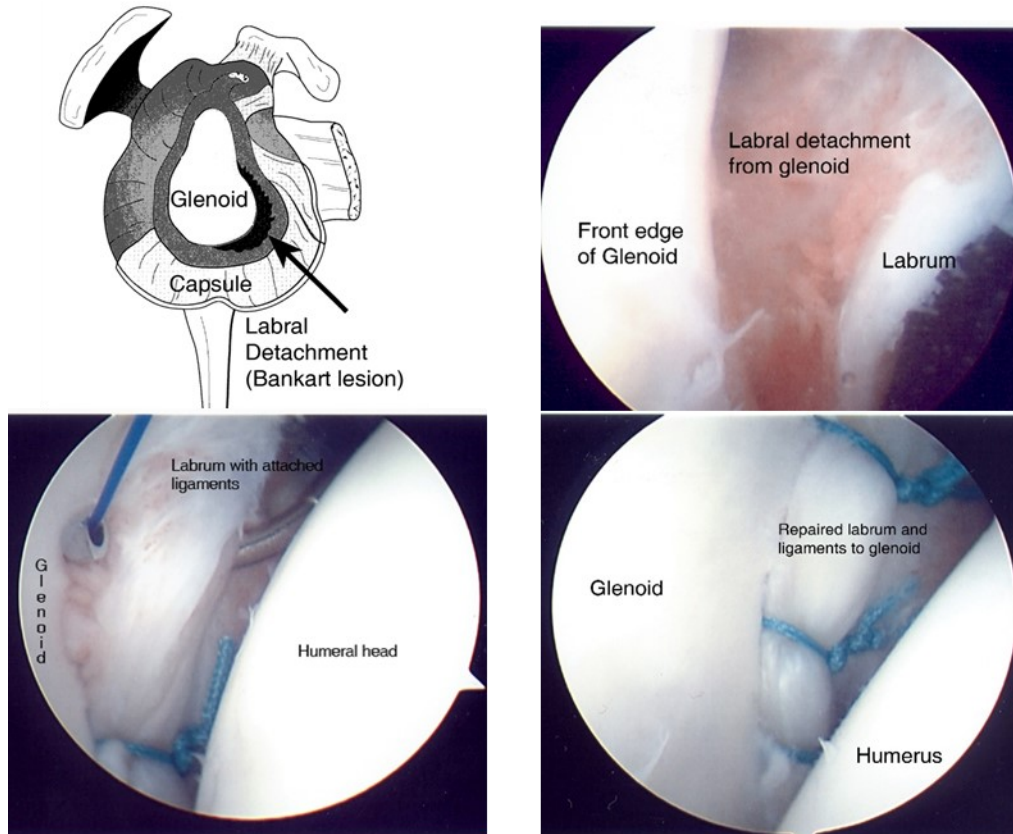 Glenoid
Capsule
Labral
Detachment
(Bankart lesion)
Labral detachment
from glenoid
Front edge
of Glenoid
Labrum
Labrum with attached
ligaments
Glenoid
Humeral head
Repaired labrum and
ligaments to glenoid
Glenoid
Humerus